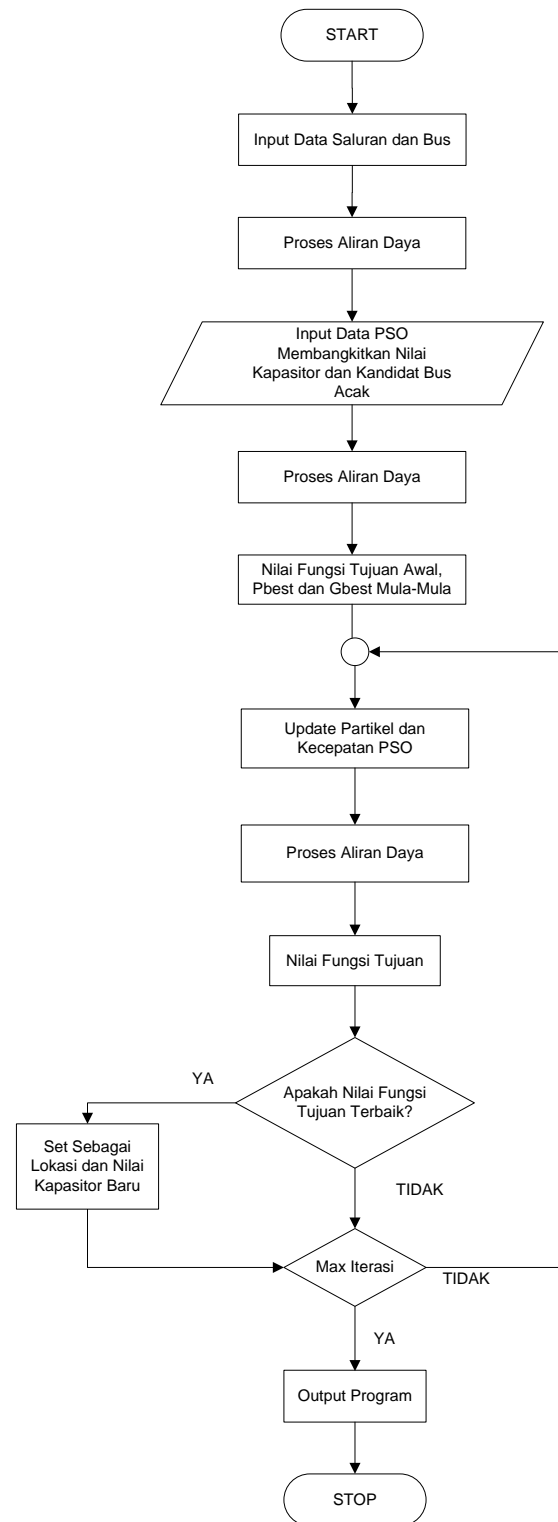 START
Input Data Saluran dan Bus
Proses Aliran Daya
Input Data PSO
Membangkitkan Nilai
Kapasitor dan Kandidat Bus
Acak
Proses Aliran Daya
Nilai Fungsi Tujuan Awal,
Pbest dan Gbest Mula-Mula
Update Partikel dan
Kecepatan PSO
Proses Aliran Daya
Nilai Fungsi Tujuan
YA
Apakah Nilai Fungsi
Tujuan Terbaik?
Set Sebagai
Lokasi dan Nilai
Kapasitor Baru
TIDAK
Max Iterasi
TIDAK
YA
Output Program
STOP